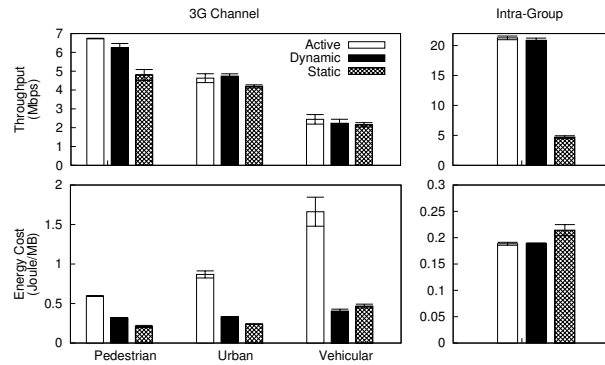 3G Channel
Intra-Group
Throughput
(Mbps)
7
6
5
4
3
2
1
0
Active
Dynamic
Static
20
15
10
5
0
Energy Cost
(Joule/MB)
2
1.5
1
0.5
0
Pedestrian
Urban
Vehicular
0.3
0.25
0.2
0.15
0.1
0.05
0